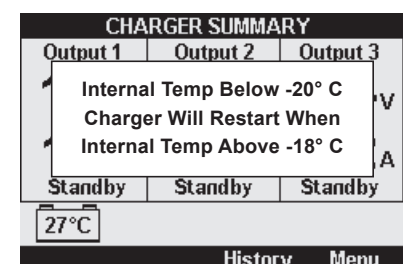 CHARGER SUMMARY
Output 1 Output 2 Output 3
Internal Temp Below -20° C
Charger Will Restart When
Internal Temp Above -18° C
V
A
Standby Standby Standby
27°C
History Menu